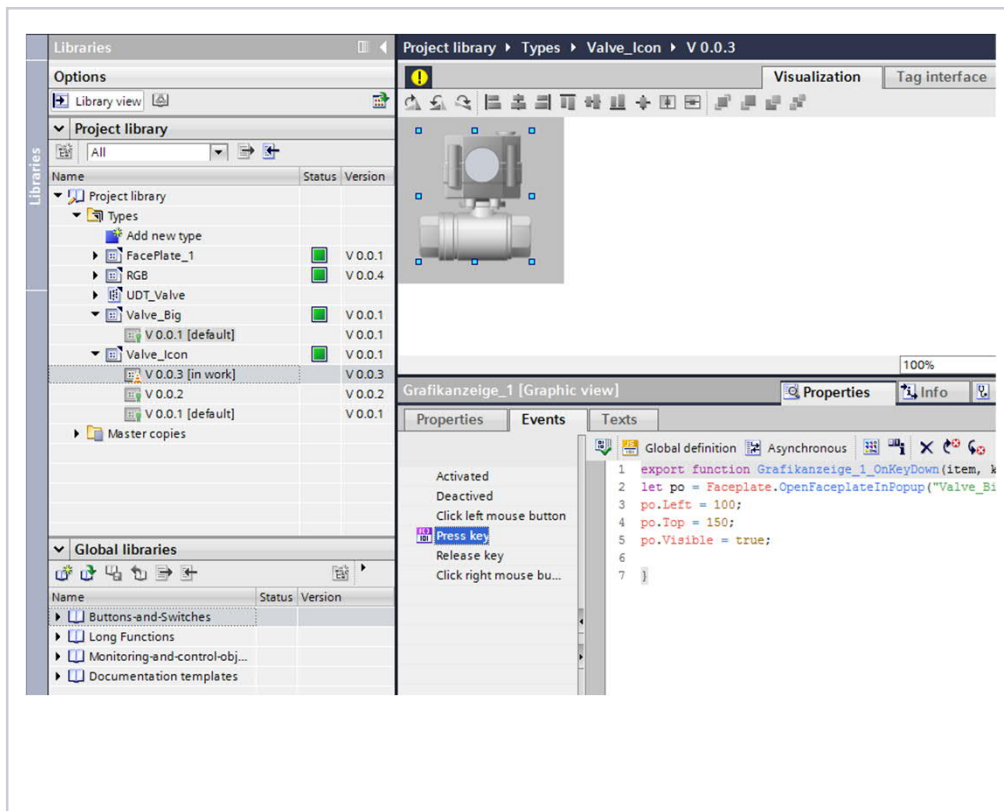 Libraries
Options
Library view
Project library
All
Name Status Version
Project library
Types
Add new type
FacePlate_1 V 0.0.1
RGB V 0.0.4
UDT_Valve
Valve_Big V 0.0.1
V 0.0.1 [default] V 0.0.1
Valve_Icon V 0.0.1
V 0.0.3 [in work] V 0.0.3
V 0.0.2 V 0.0.2
V 0.0.1 [default] V 0.0.1
Master copies
Global libraries
Name Status Version
Buttons-and-Switches
Long Functions
Monitoring-and-control-obj...
Documentation templates
Libraries
Project library Types Valve_Icon V 0.0.3
Visualization Tag interface
100%
Grafikanzeige_1 [Graphic view]
Properties Info
Properties Events Texts
Global definition Asynchronous
Activated
Deactived
Click left mouse button
Press key
Release key
Click right mouse bu...
1 export function Grafikanzeige_1_OnKeyDown(item, k
2 let po = Faceplate.OpenFaceplateInPopup("Valve_Bi
3 po.Left = 100;
4 po.Top = 150;
5 po.Visible = true;
6
7 }